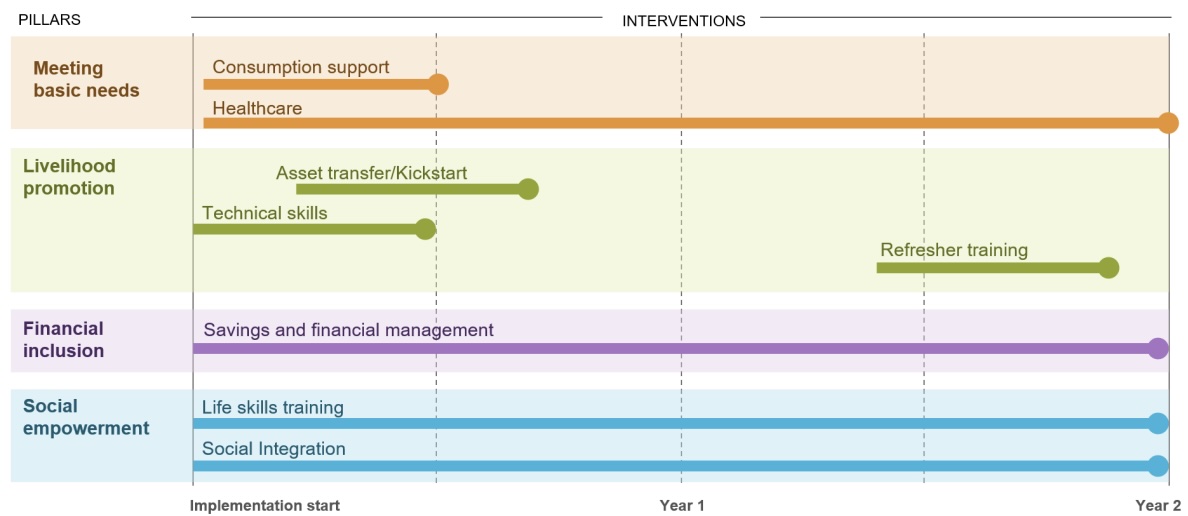 PILLARS
INTERVENTIONS
Meeting
basic needs
Consumption support
Healthcare
Livelihood
promotion
Asset transfer/Kickstart
Technical skills
Refresher training
Financial
inclusion
Savings and financial management
Social
empowerment
Life skills training
Social Integration
Implementation start
Year 1
Year 2